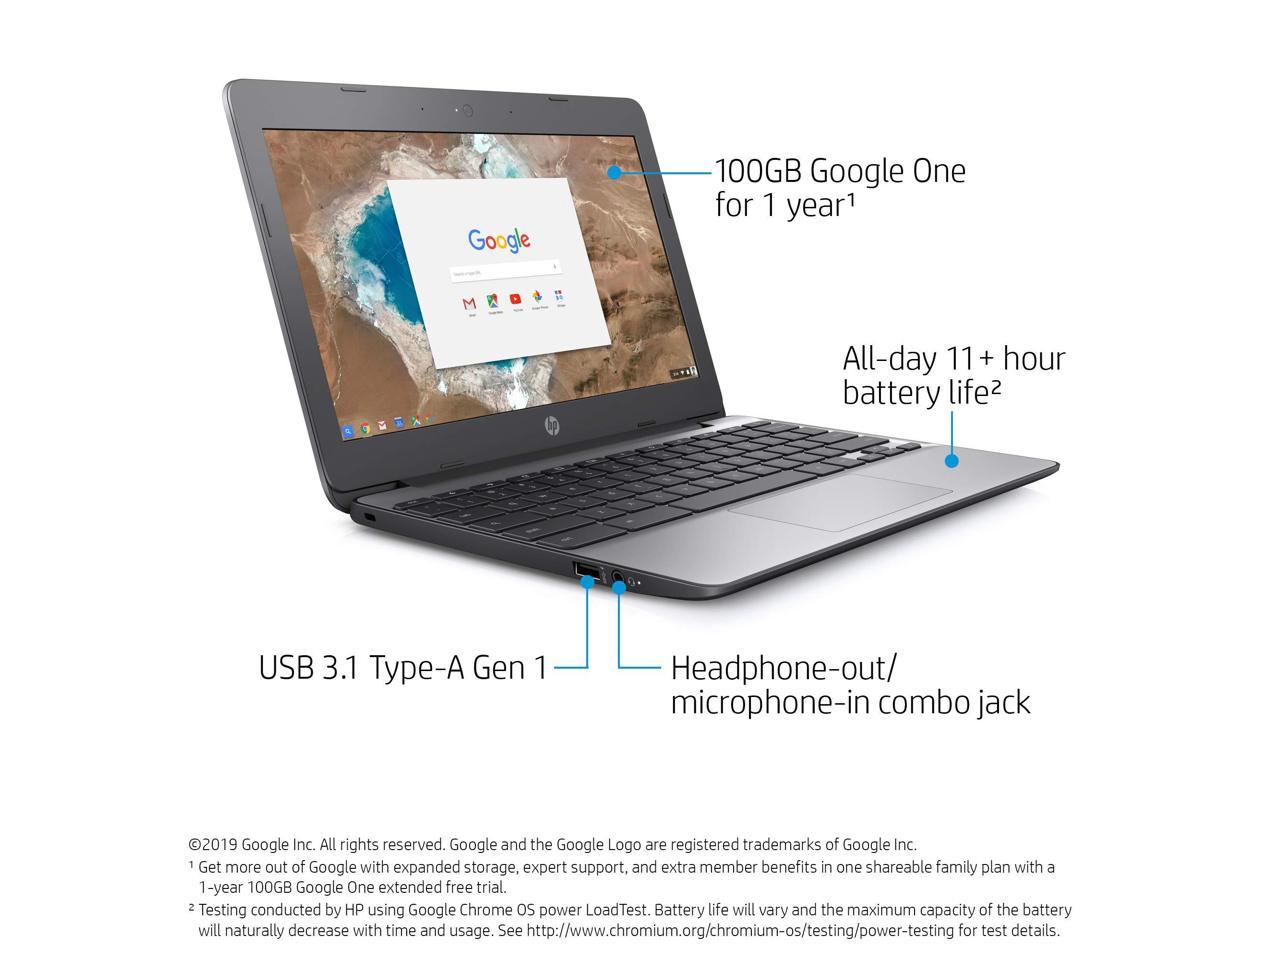 Google
100GB Google One
for 1 year¹
All-day 11+ hour
battery life²
hp
USB 3.1 Type-A Gen 1
Headphone-out/
microphone-in combo jack
©2019 Google Inc. All rights reserved. Google and the Google Logo are registered trademarks of Google Inc.
¹ Get more out of Google with expanded storage, expert support, and extra member benefits in one shareable family plan with a
1-year 100GB Google One extended free trial.
² Testing conducted by HP using Google Chrome OS power LoadTest. Battery life will vary and the maximum capacity of the battery
will naturally decrease with time and usage. See http://www.chromium.org/chromium-os/testing/power-testing for test details.